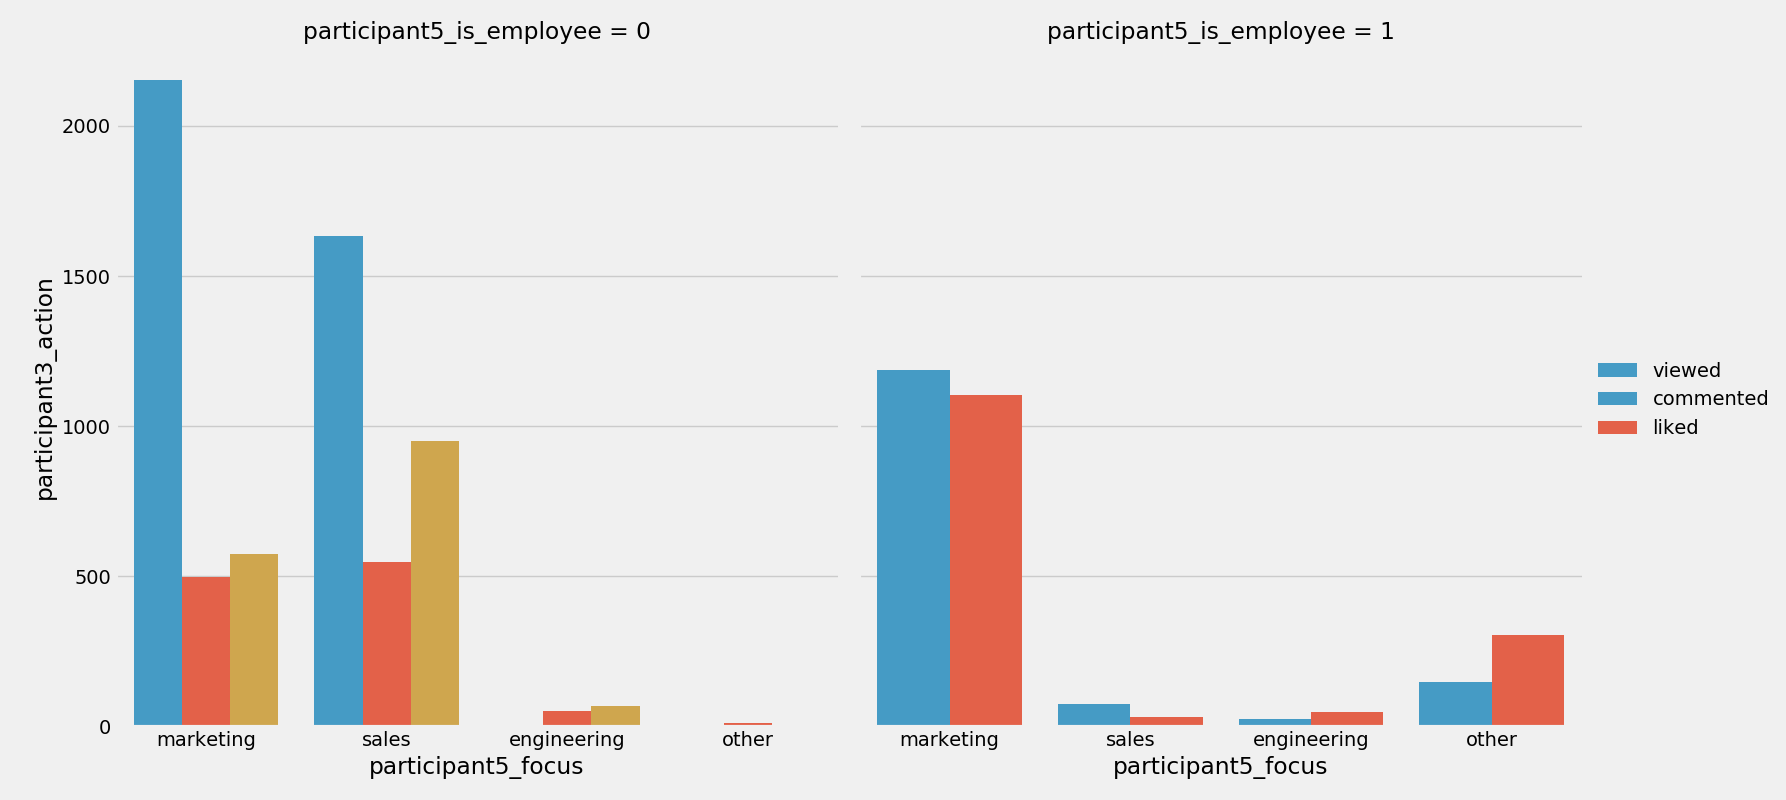 participant5_is_employee = 0
participant5_is_employee = 1
participant3_action
2000
1500
1000
500
0
marketing sales engineering other
marketing sales engineering other
participant5_focus
participant5_focus
viewed
commented
liked